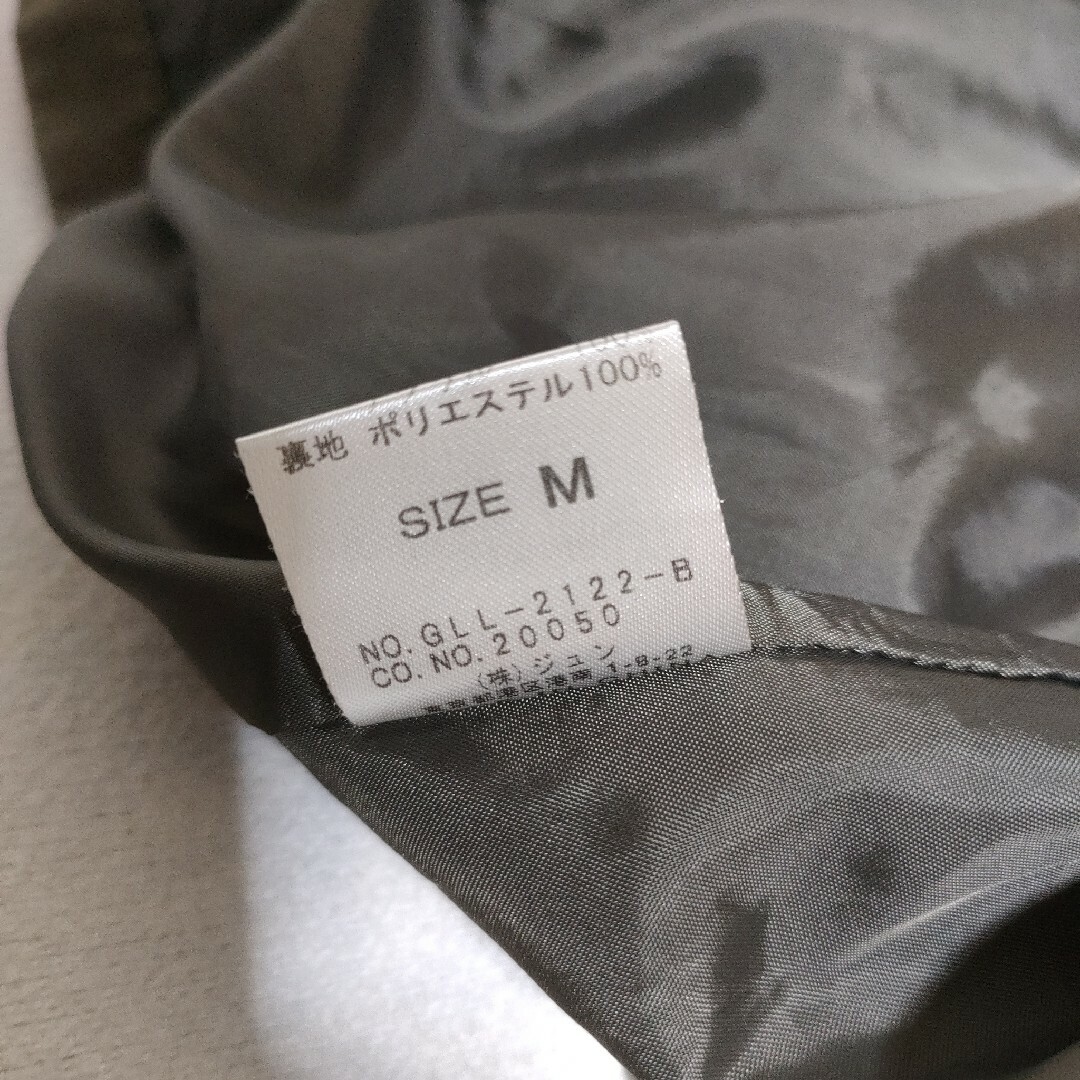 裏地 ポリエステル100%
SIZE M
NO. GLL-2122-B
CO. NO. 20050
(株)ジュン